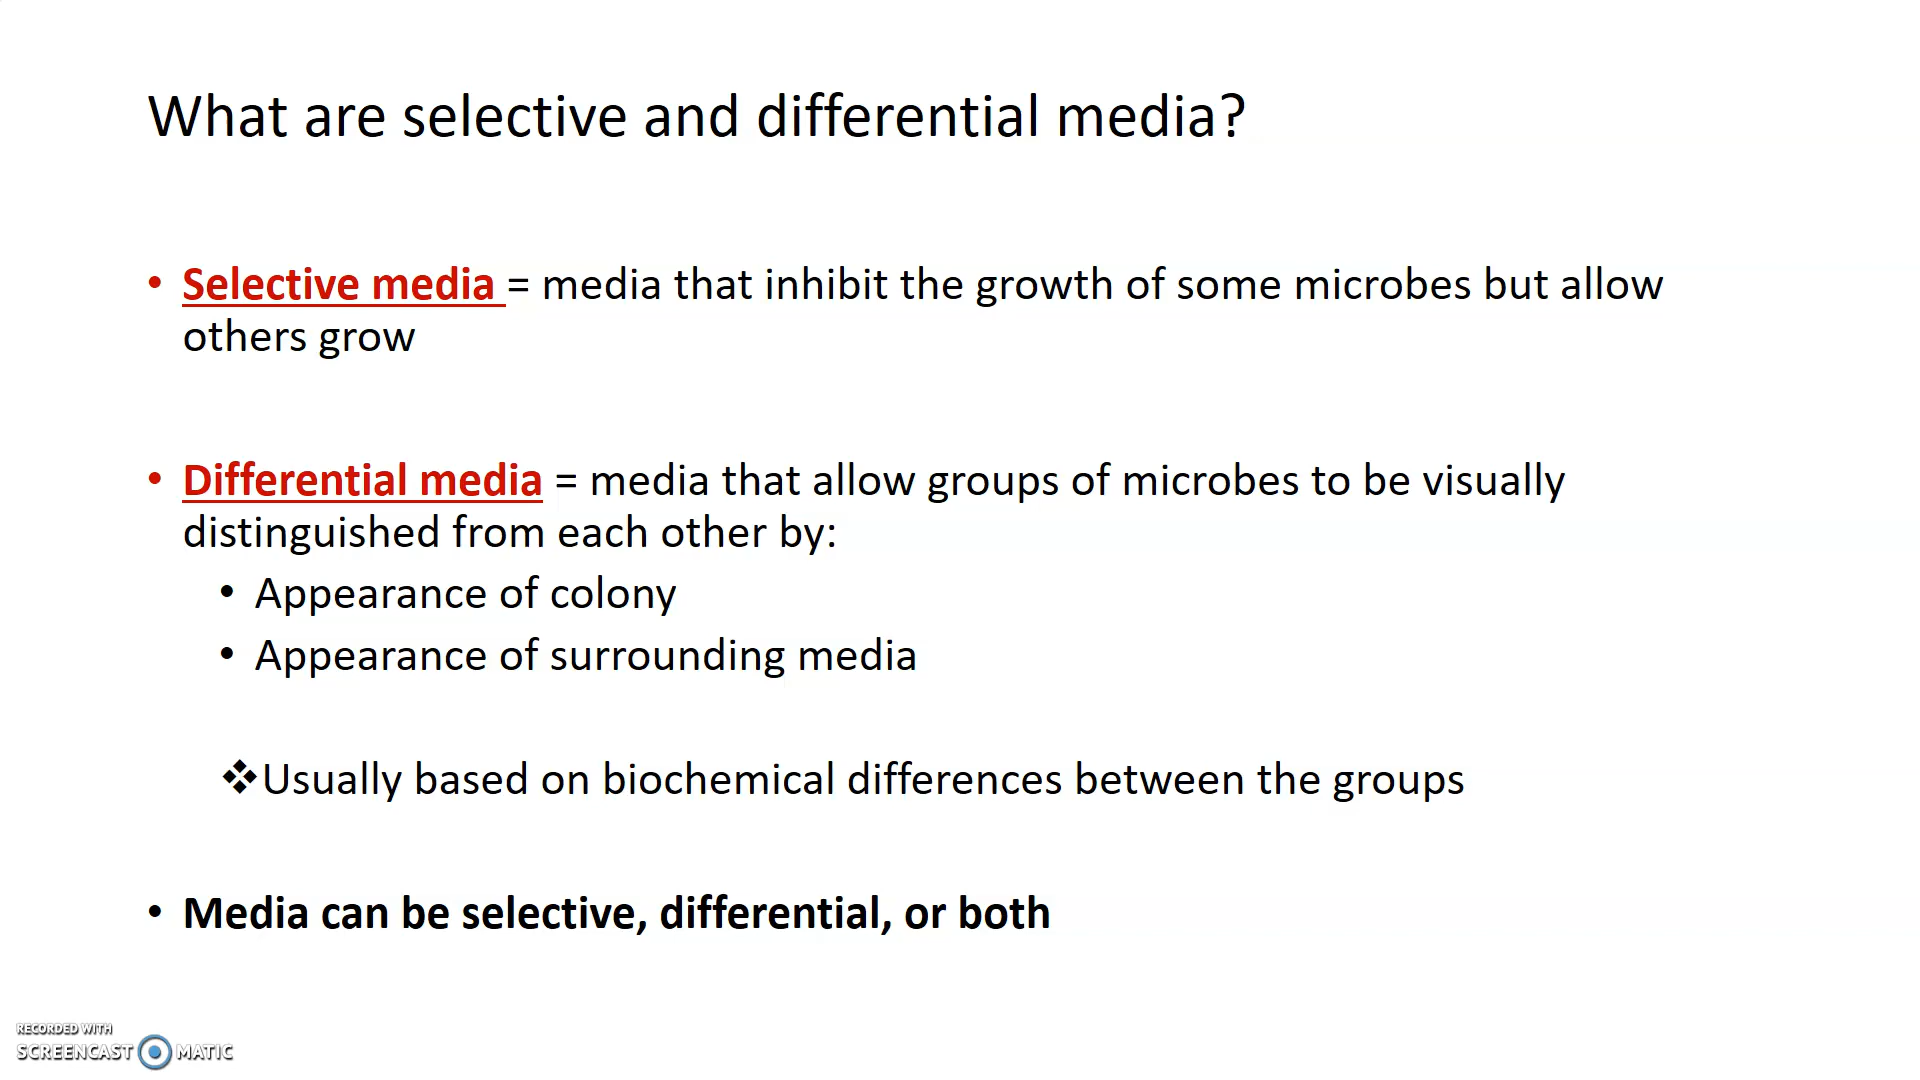 What are selective and differential media?
• Selective media = media that inhibit the growth of some microbes but allow
others grow
• Differential media = media that allow groups of microbes to be visually
distinguished from each other by:
• Appearance of colony
• Appearance of surrounding media
❖Usually based on biochemical differences between the groups
• Media can be selective, differential, or both
RECORDED WITH
SCREENCAST MATIC